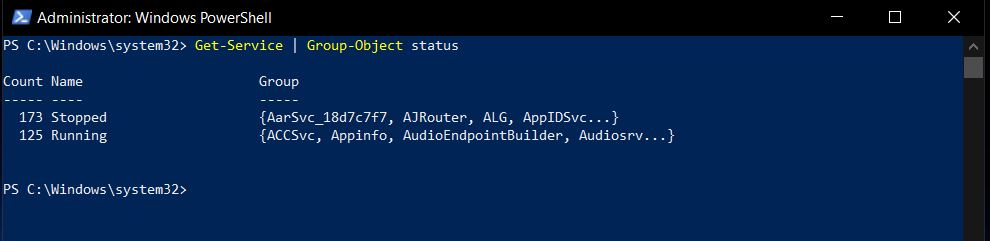 Administrator: Windows PowerShell
PS C:\Windows\system32> Get-Service | Group-Object status
Count Name Group
----- ---- -----
173 Stopped {AarSvc_18d7c7f7, AJRouter, ALG, AppIDSvc...}
125 Running {ACCSvc, Appinfo, AudioEndpointBuilder, Audiosrv...}
PS C:\Windows\system32>